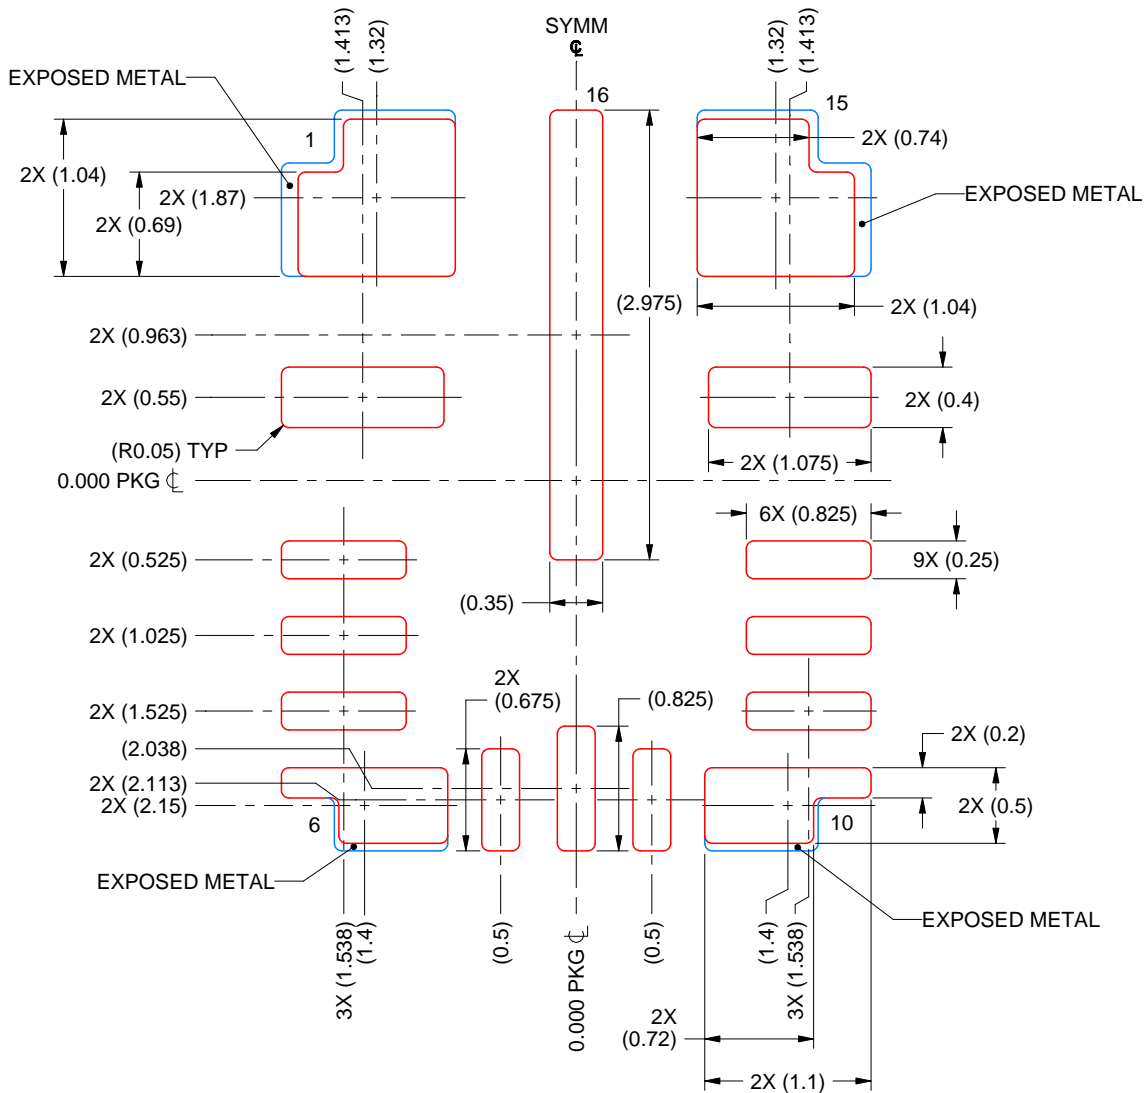 SYMM
℄
(1.413)
(1.32)
(1.32)
(1.413)
EXPOSED METAL
16
15
1
2X (0.74)
2X (1.04)
2X (1.87)
EXPOSED METAL
2X (0.69)
(2.975)
2X (1.04)
2X (0.963)
2X (0.55)
2X (0.4)
(R0.05) TYP
2X (1.075)
0.000 PKG ℄
6X (0.825)
2X (0.525)
9X (0.25)
(0.35)
2X (1.025)
2X
(0.675)
(0.825)
2X (1.525)
2X (0.2)
(2.038)
2X (2.113)
2X (2.15)
2X (0.5)
6
10
EXPOSED METAL
EXPOSED METAL
3X (1.538)
(1.4)
(0.5)
0.000 PKG ℄
(0.5)
(1.4)
3X (1.538)
2X
(0.72)
2X (1.1)